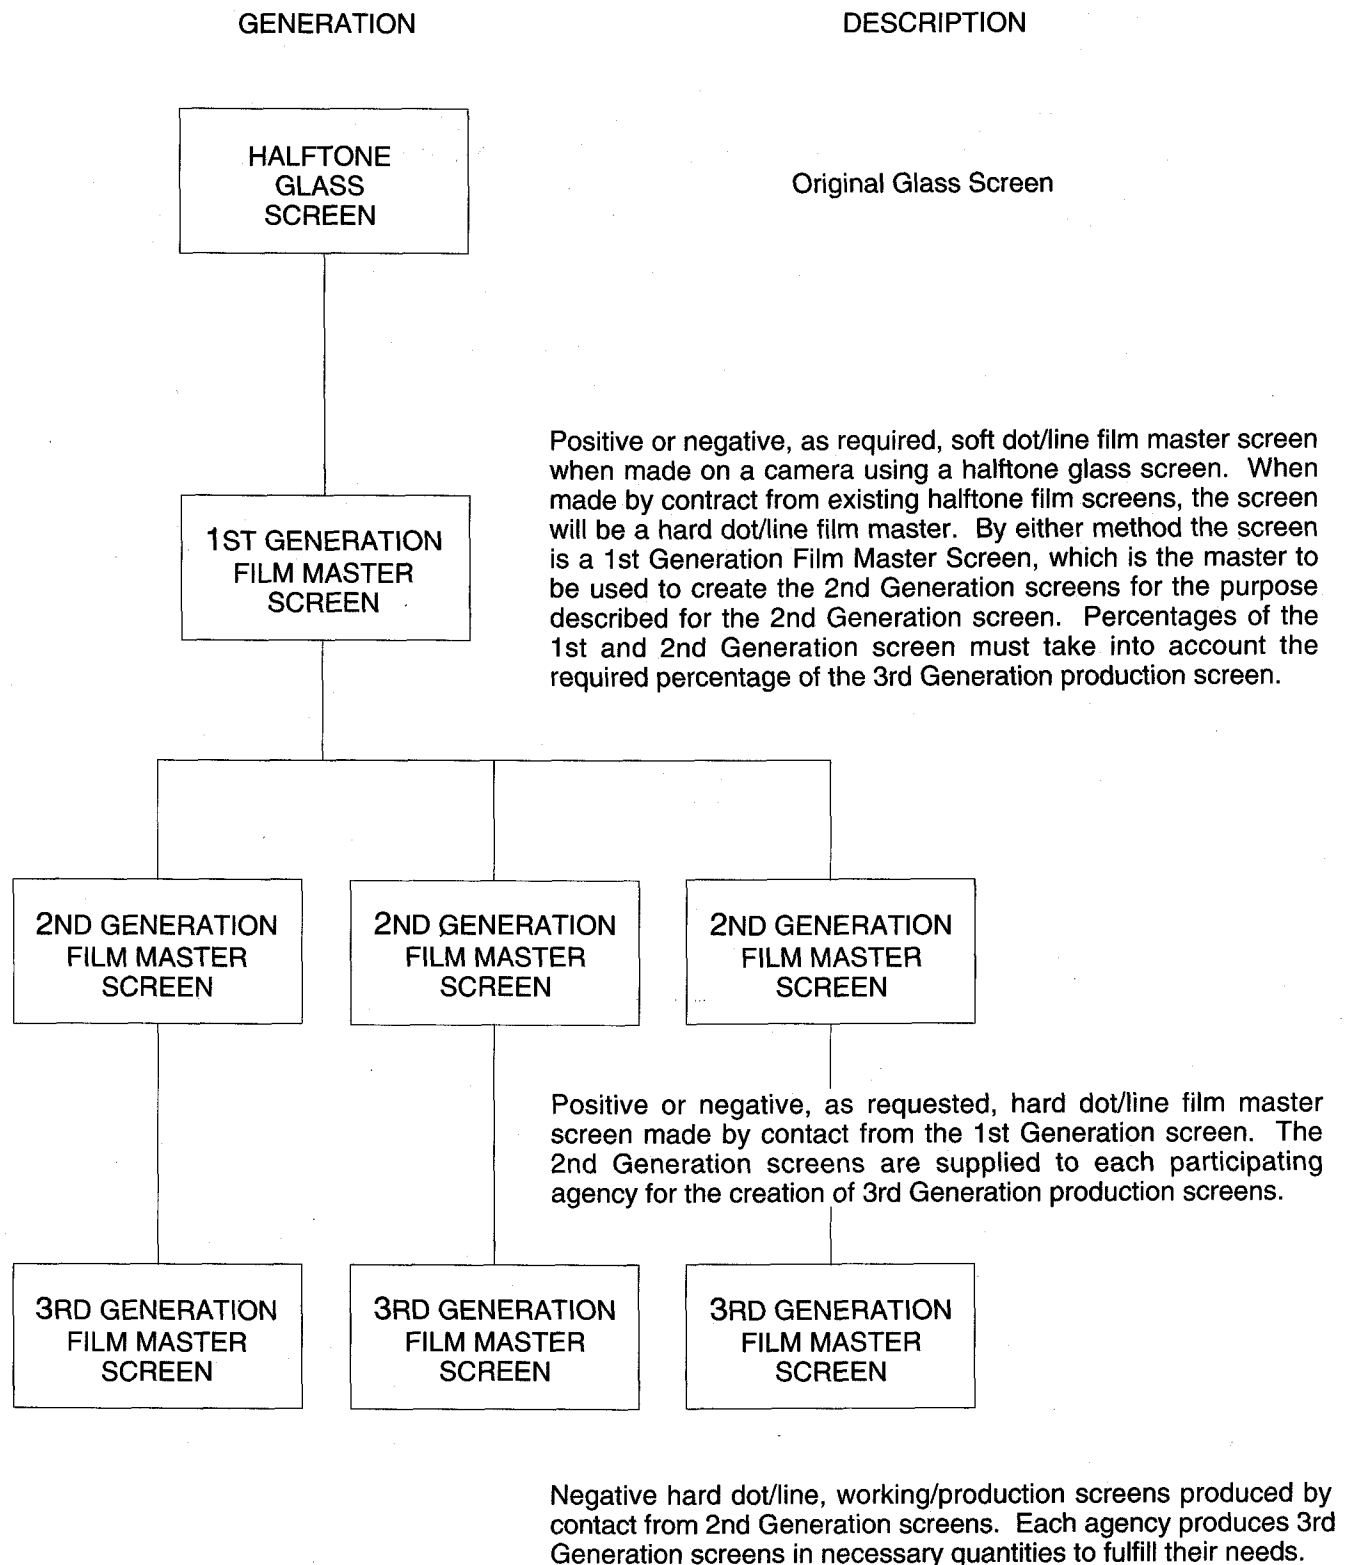 GENERATION
DESCRIPTION
HALFTONE
GLASS
SCREEN
Original Glass Screen
Positive or negative, as required, soft dot/line film master screen
when made on a camera using a halftone glass screen. When
made by contract from existing halftone film screens, the screen
will be a hard dot/line film master. By either method the screen
is a 1st Generation Film Master Screen, which is the master to
be used to create the 2nd Generation screens for the purpose
described for the 2nd Generation screen. Percentages of the
1st and 2nd Generation screen must take into account the
required percentage of the 3rd Generation production screen.
1ST GENERATION
FILM MASTER
SCREEN
2ND GENERATION
FILM MASTER
SCREEN
2ND GENERATION
FILM MASTER
SCREEN
2ND GENERATION
FILM MASTER
SCREEN
Positive or negative, as requested, hard dot/line film master
screen made by contact from the 1st Generation screen. The
2nd Generation screens are supplied to each participating
agency for the creation of 3rd Generation production screens.
3RD GENERATION
FILM MASTER
SCREEN
3RD GENERATION
FILM MASTER
SCREEN
3RD GENERATION
FILM MASTER
SCREEN
Negative hard dot/line, working/production screens produced by
contact from 2nd Generation screens. Each agency produces 3rd
Generation screens in necessary quantities to fulfill their needs.